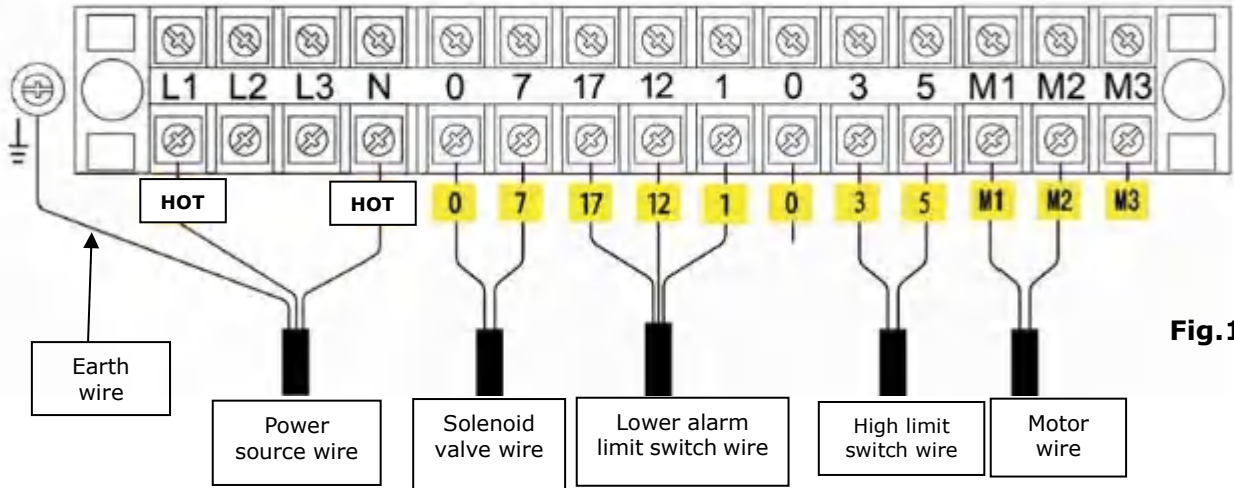 L1 L2 L3 N 0 7 17 12 1 0 3 5 M1 M2 M3
HOT HOT 0 7 17 12 1 0 3 5 M1 M2 M3
Earth
wire
Power
source wire
Solenoid
valve wire
Lower alarm
limit switch wire
High limit
switch wire
Motor
wire